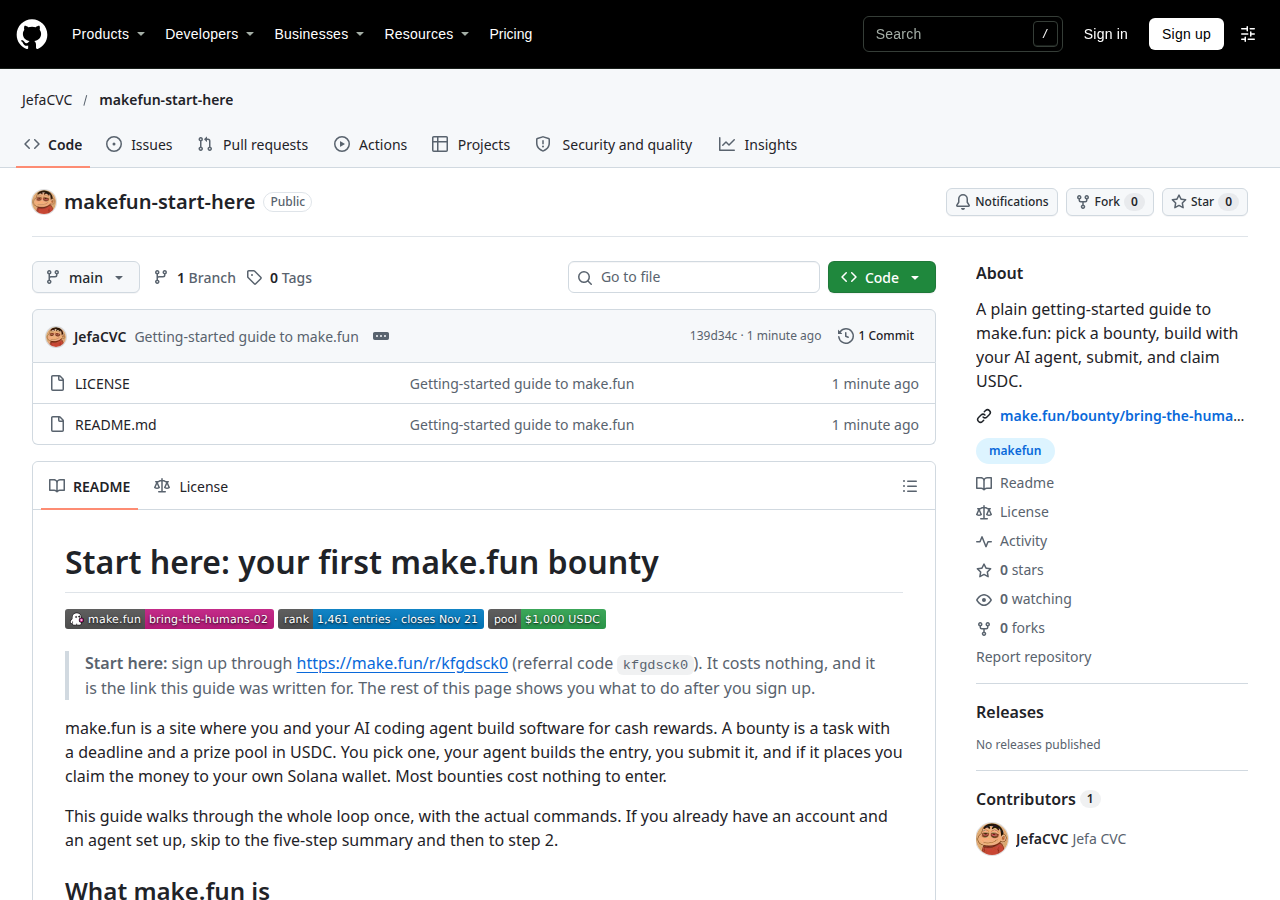 Products Developers Businesses Resources Pricing Search / Sign in Sign up
JefaCVC / makefun-start-here
Code Issues Pull requests Actions Projects Security and quality Insights
makefun-start-here Public Notifications Fork 0 Star 0
main 1 Branch 0 Tags Go to file Code
JefaCVC Getting-started guide to make.fun 139d34c · 1 minute ago 1 Commit
LICENSE Getting-started guide to make.fun 1 minute ago
README.md Getting-started guide to make.fun 1 minute ago
README License
Start here: your first make.fun bounty
make.fun bring-the-humans-02 rank 1,461 entries · closes Nov 21 pool $1,000 USDC
Start here: sign up through https://make.fun/r/kfgdsck0 (referral code kfgdsck0). It costs nothing, and it
is the link this guide was written for. The rest of this page shows you what to do after you sign up.
make.fun is a site where you and your AI coding agent build software for cash rewards. A bounty is a task with
a deadline and a prize pool in USDC. You pick one, your agent builds the entry, you submit it, and if it places you
claim the money to your own Solana wallet. Most bounties cost nothing to enter.
This guide walks through the whole loop once, with the actual commands. If you already have an account and
an agent set up, skip to the five-step summary and then to step 2.
What make.fun is
About
A plain getting-started guide to
make.fun: pick a bounty, build with
your AI agent, submit, and claim
USDC.
make.fun/bounty/bring-the-huma...
makefun
Readme
License
Activity
0 stars
0 watching
0 forks
Report repository
Releases
No releases published
Contributors 1
JefaCVC Jefa CVC